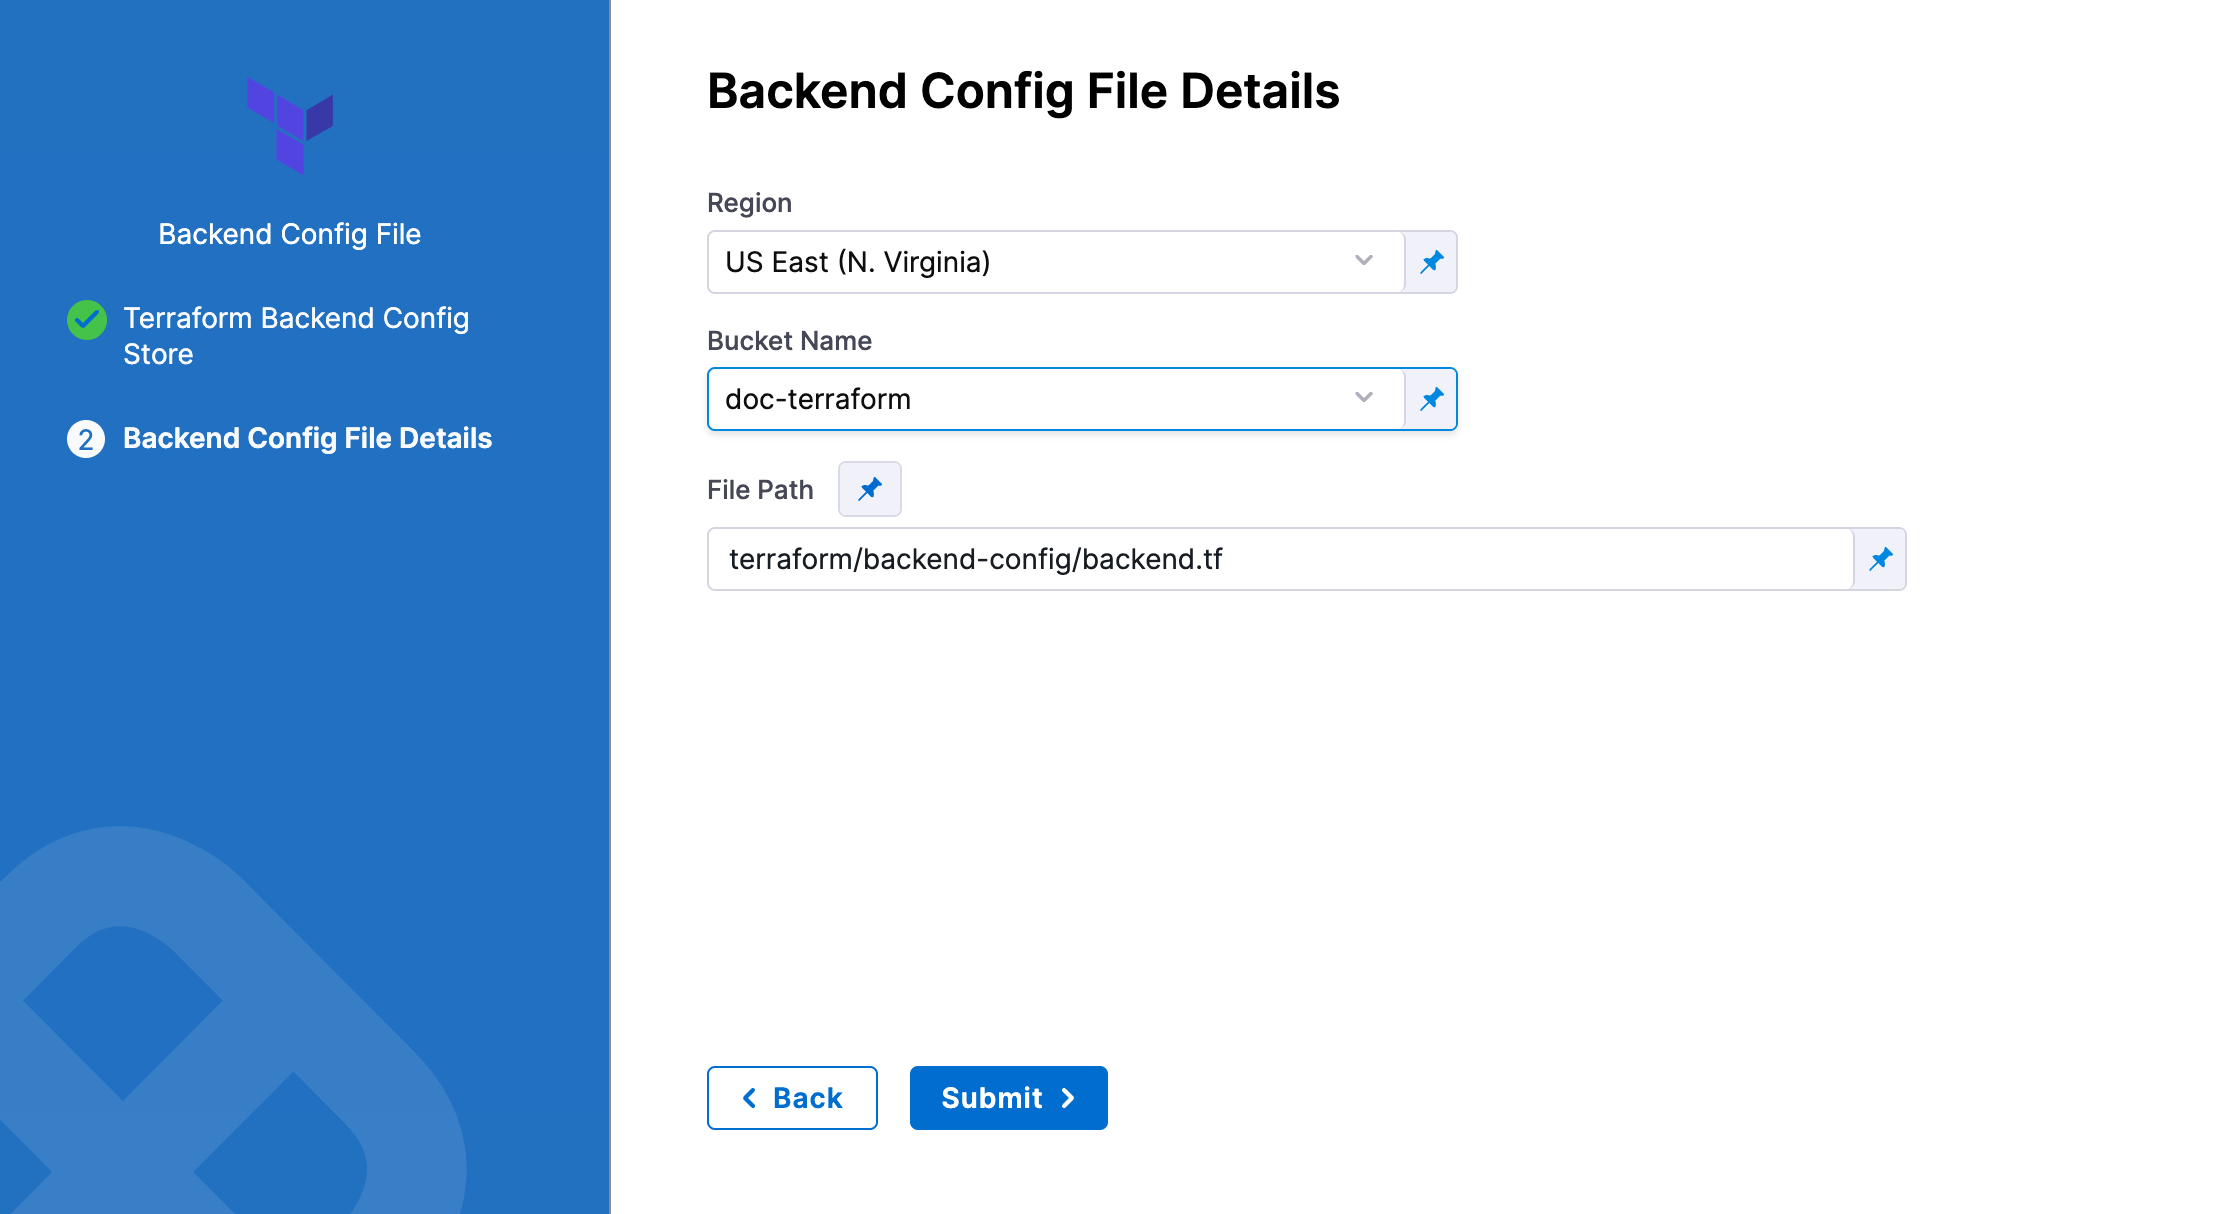 Backend Config File
Terraform Backend Config
Store
2 Backend Config File Details
Backend Config File Details
Region
US East (N. Virginia)
Bucket Name
doc-terraform
File Path
terraform/backend-config/backend.tf
Back
Submit